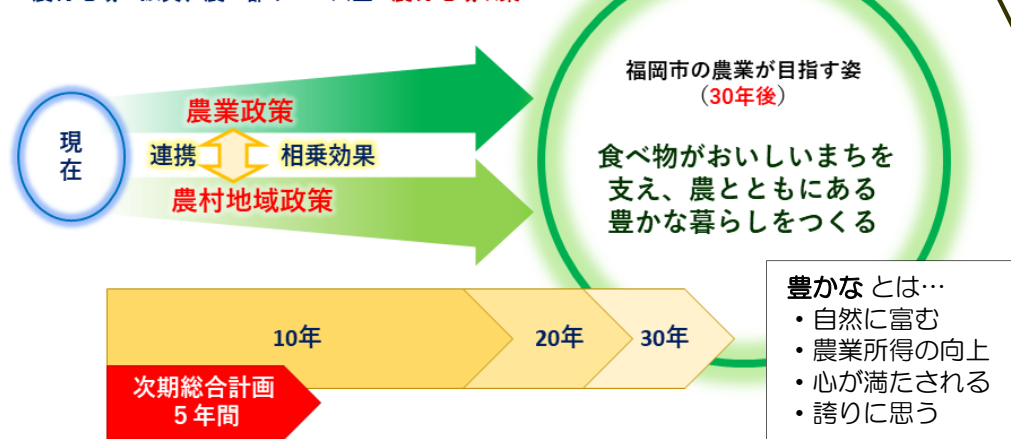 現
在
農業政策
連携
相乗効果
農村地域政策
福岡市の農業が目指す姿
（30年後）
食べ物がおいしいまちを
支え、農とともにある
豊かな暮らしをつくる
10年
20年
30年
次期総合計画
５年間
豊かな とは…
・自然に富む
・農業所得の向上
・心が満たされる
・誇りに思う